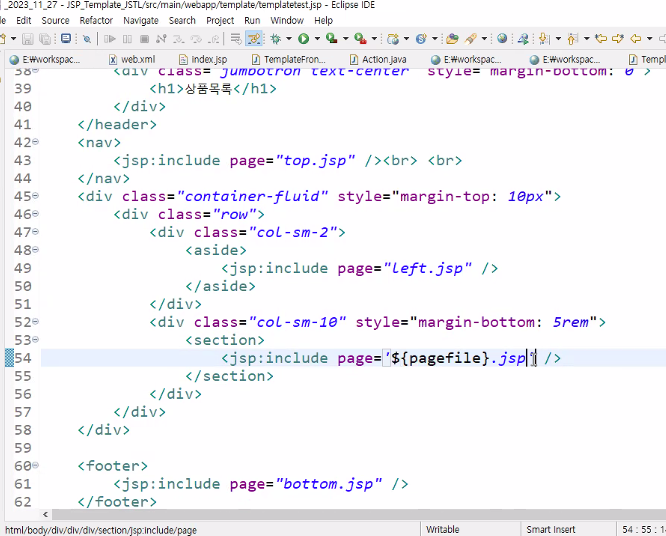 _2023_11_27 - JSP_Template_JSTL/src/main/webapp/template/templatetest.jsp - Eclipse IDE
Source Refactor Navigate Search Project Run Window Help
E:₩workspac... web.xml Index.jsp TemplateFron... Action.java E:₩workspac... E:₩workspac... Templ
38 <div class="jumbotron text-center" style="margin-bottom: 0">
39 <h1>상품목록</h1>
40 </div>
41 </header>
42 <nav>
43 <jsp:include page="top.jsp" /><br> <br>
44 </nav>
45 <div class="container-fluid" style="margin-top: 10px">
46 <div class="row">
47 <div class="col-sm-2">
48 <aside>
49 <jsp:include page="left.jsp" />
50 </aside>
51 </div>
52 <div class="col-sm-10" style="margin-bottom: 5rem">
53 <section>
54 <jsp:include page='${pagefile}.jsp' />
55 </section>
56 </div>
57 </div>
58 </div>
59
60 <footer>
61 <jsp:include page="bottom.jsp" />
62 </footer>
html/body/div/div/div/section/jsp:include/page Writable Smart Insert 54 : 55 : 14